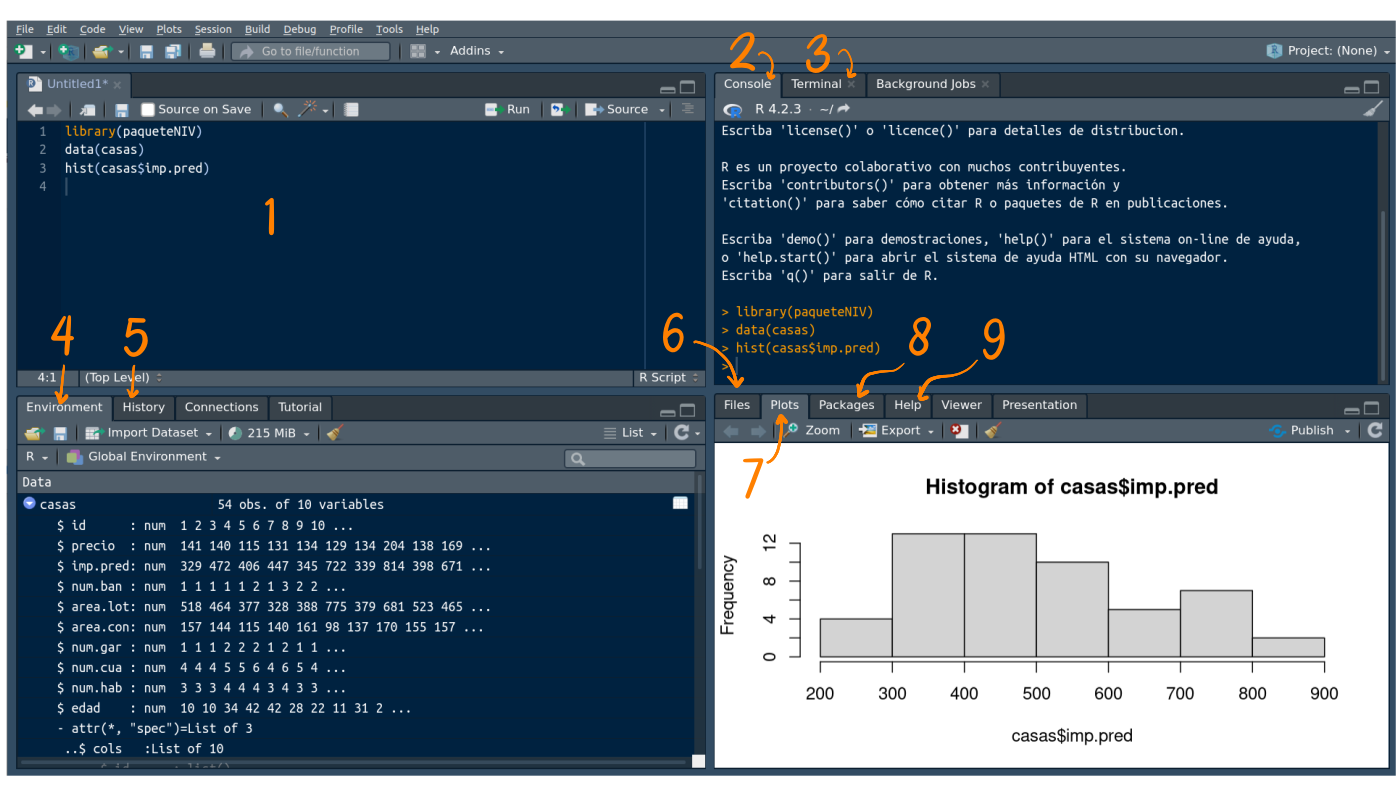 File Edit Code View Plots Session Build Debug Profile Tools Help
Go to file/function Addins Project: (None)
2 3
Untitled1*
Source on Save Run Source
1 library(paqueteNIV)
2 data(casas)
3 hist(casas$imp.pred)
4
1
4:1 (Top Level) R Script
4 5
Console Terminal Background Jobs
R 4.2.3 · ~/
Escriba 'license()' o 'licence()' para detalles de distribucion.
R es un proyecto colaborativo con muchos contribuyentes.
Escriba 'contributors()' para obtener más información y
'citation()' para saber cómo citar R o paquetes de R en publicaciones.
Escriba 'demo()' para demostraciones, 'help()' para el sistema on-line de ayuda,
o 'help.start()' para abrir el sistema de ayuda HTML con su navegador.
Escriba 'q()' para salir de R.
> library(paqueteNIV)
> data(casas)
> hist(casas$imp.pred)
>
6 8 9
Environment History Connections Tutorial
Import Dataset 215 MiB List
R Global Environment
Data
casas 54 obs. of 10 variables
$ id : num 1 2 3 4 5 6 7 8 9 10 ...
$ precio : num 141 140 115 131 134 129 134 204 138 169 ...
$ imp.pred: num 329 472 406 447 345 722 339 814 398 671 ...
$ num.ban : num 1 1 1 1 1 2 1 3 2 2 ...
$ area.lot: num 518 464 377 328 388 775 379 681 523 465 ...
$ area.con: num 157 144 115 140 161 98 137 170 155 157 ...
$ num.gar : num 1 1 1 2 2 2 1 2 1 1 ...
$ num.cua : num 4 4 4 5 5 6 4 6 5 4 ...
$ num.hab : num 3 3 3 4 4 4 3 4 3 3 ...
$ edad : num 10 10 34 42 42 28 22 11 31 2 ...
- attr(*, "spec")=List of 3
..$ cols :List of 10
Files Plots Packages Help Viewer Presentation
Zoom Export Publish
7
Histogram of casas$imp.pred
Frequency
12
8
4
0
200 300 400 500 600 700 800 900
casas$imp.pred